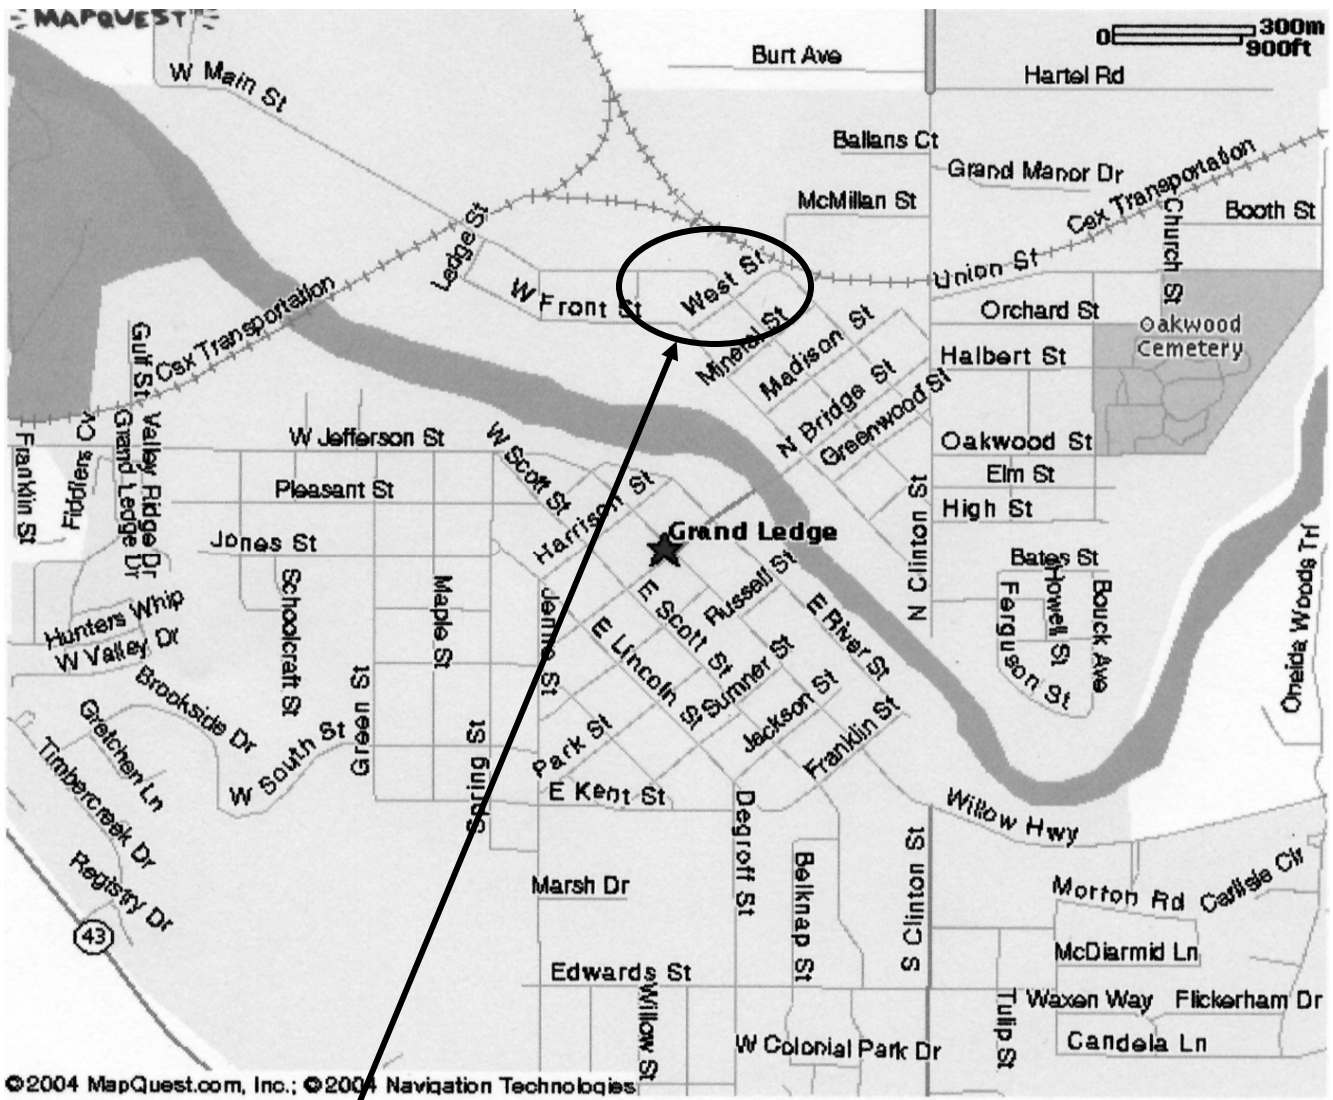 MAPQUEST
300m
0
900ft
Burt Ave
W Main St
Hartel Rd
Ballans Ct
Grand Manor Dr
Csx Transportation
McMillan St
Church St
Booth St
Ledge St
Union St
West St
W Front St
Orchard St
Oakwood
Cemetery
Csx Transportation
Mineral St
Madison St
Halbert St
Gulf St
N Bridge St
Greenwood St
Franklin St
Fiddlers Cv
Grand Ledge Dr
Valley Ridge Dr
W Jefferson St
W Scott St
Oakwood St
Elm St
Pleasant St
Harrison St
N Clinton St
High St
Grand Ledge
Jones St
Bates St
Oneida Woods Trl
Schoolcraft St
Maple St
Jenne St
E Scott St
Russell St
E River St
Ferguson St
Howell St
Bouck Ave
Hunters Whip
W Valley Dr
E Lincoln St
Sumner St
Brookside Dr
Green St
Jackson St
Gretchen Ln
W South St
Spring St
Park St
Franklin St
Timbercreek Dr
E Kent St
Degroft St
Willow Hwy
Registry Dr
Marsh Dr
Belknap St
S Clinton St
Morton Rd
Carlisle Cir
43
McDiarmid Ln
Edwards St
Willow St
Tulip St
Waxen Way
Flickerham Dr
W Colonial Park Dr
Candela Ln
©2004 MapQuest.com, Inc.; ©2004 Navigation Technologies